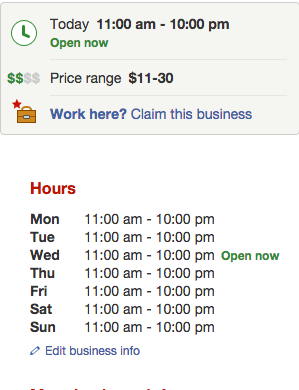 Today 11:00 am - 10:00 pm
Open now
$$$$ Price range $11-30
Work here? Claim this business
Hours
Mon 11:00 am - 10:00 pm
Tue 11:00 am - 10:00 pm
Wed 11:00 am - 10:00 pm Open now
Thu 11:00 am - 10:00 pm
Fri 11:00 am - 10:00 pm
Sat 11:00 am - 10:00 pm
Sun 11:00 am - 10:00 pm
Edit business info